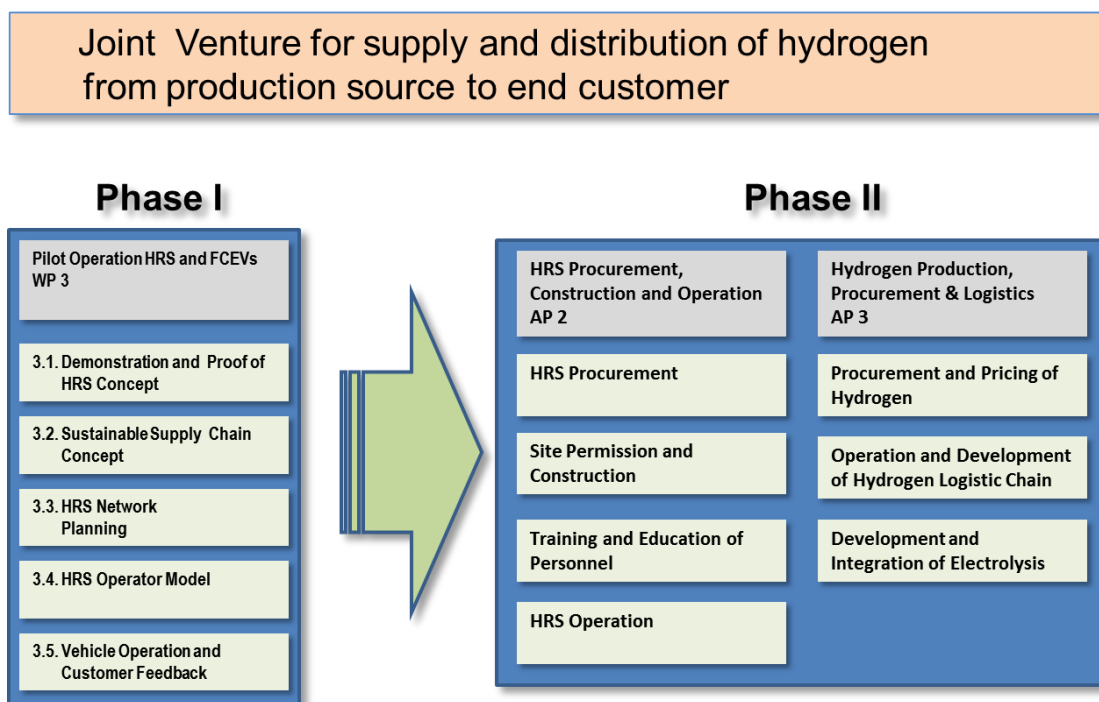 Joint Venture for supply and distribution of hydrogen
from production source to end customer
Phase I
Pilot Operation HRS and FCEVs
WP 3
3.1. Demonstration and Proof of
HRS Concept
3.2. Sustainable Supply Chain
Concept
3.3. HRS Network
Planning
3.4. HRS Operator Model
3.5. Vehicle Operation and
Customer Feedback
Phase II
HRS Procurement,
Construction and Operation
AP 2
HRS Procurement
Site Permission and
Construction
Training and Education of
Personnel
HRS Operation
Hydrogen Production,
Procurement & Logistics
AP 3
Procurement and Pricing of
Hydrogen
Operation and Development
of Hydrogen Logistic Chain
Development and
Integration of Electrolysis